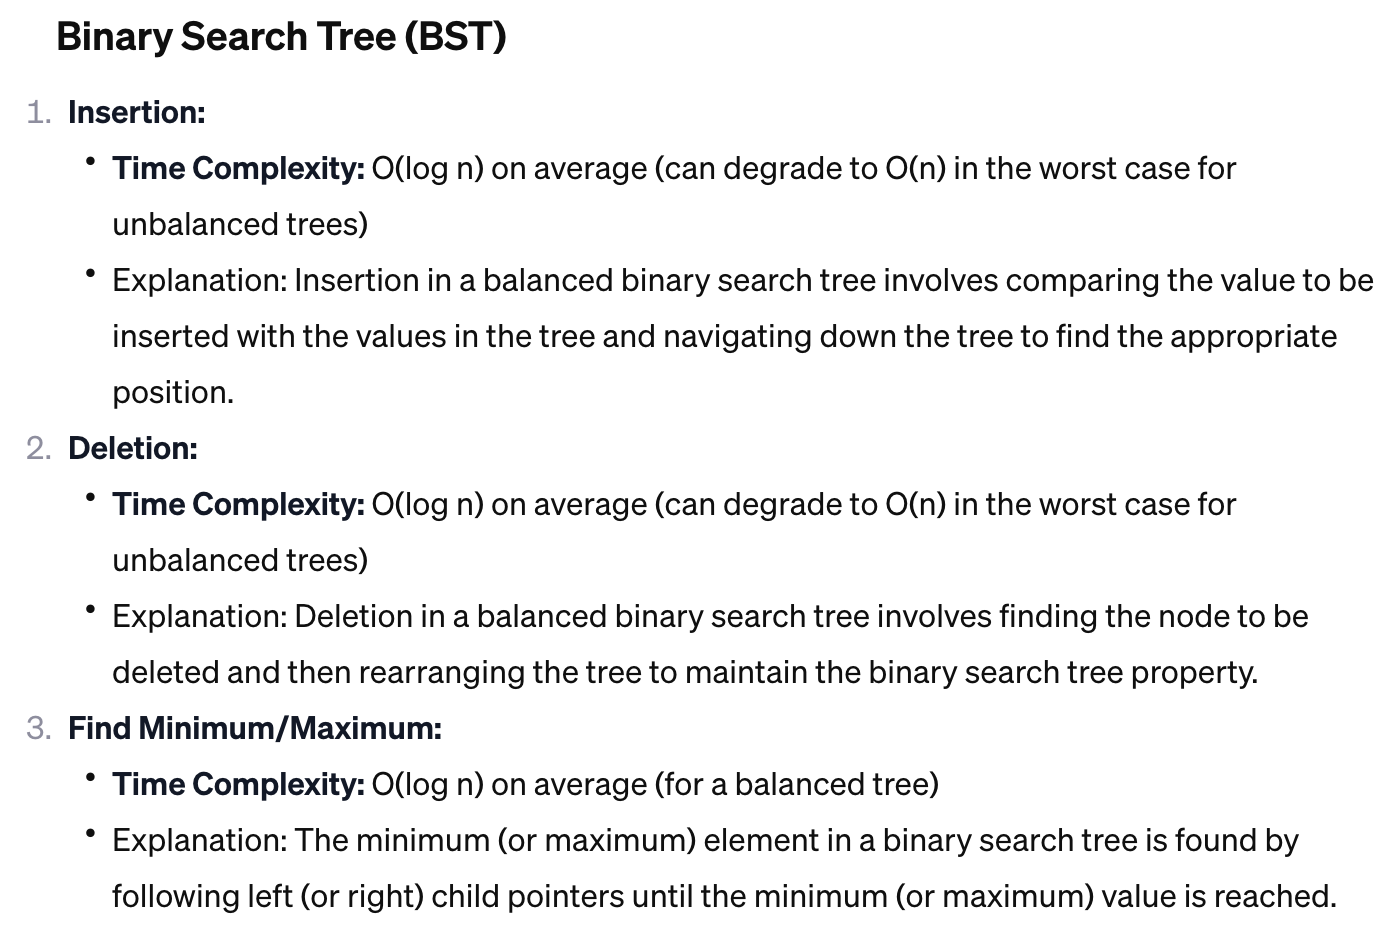 Binary Search Tree (BST)
1. Insertion:
• Time Complexity: O(log n) on average (can degrade to O(n) in the worst case for
unbalanced trees)
• Explanation: Insertion in a balanced binary search tree involves comparing the value to be
inserted with the values in the tree and navigating down the tree to find the appropriate
position.
2. Deletion:
• Time Complexity: O(log n) on average (can degrade to O(n) in the worst case for
unbalanced trees)
• Explanation: Deletion in a balanced binary search tree involves finding the node to be
deleted and then rearranging the tree to maintain the binary search tree property.
3. Find Minimum/Maximum:
• Time Complexity: O(log n) on average (for a balanced tree)
• Explanation: The minimum (or maximum) element in a binary search tree is found by
following left (or right) child pointers until the minimum (or maximum) value is reached.